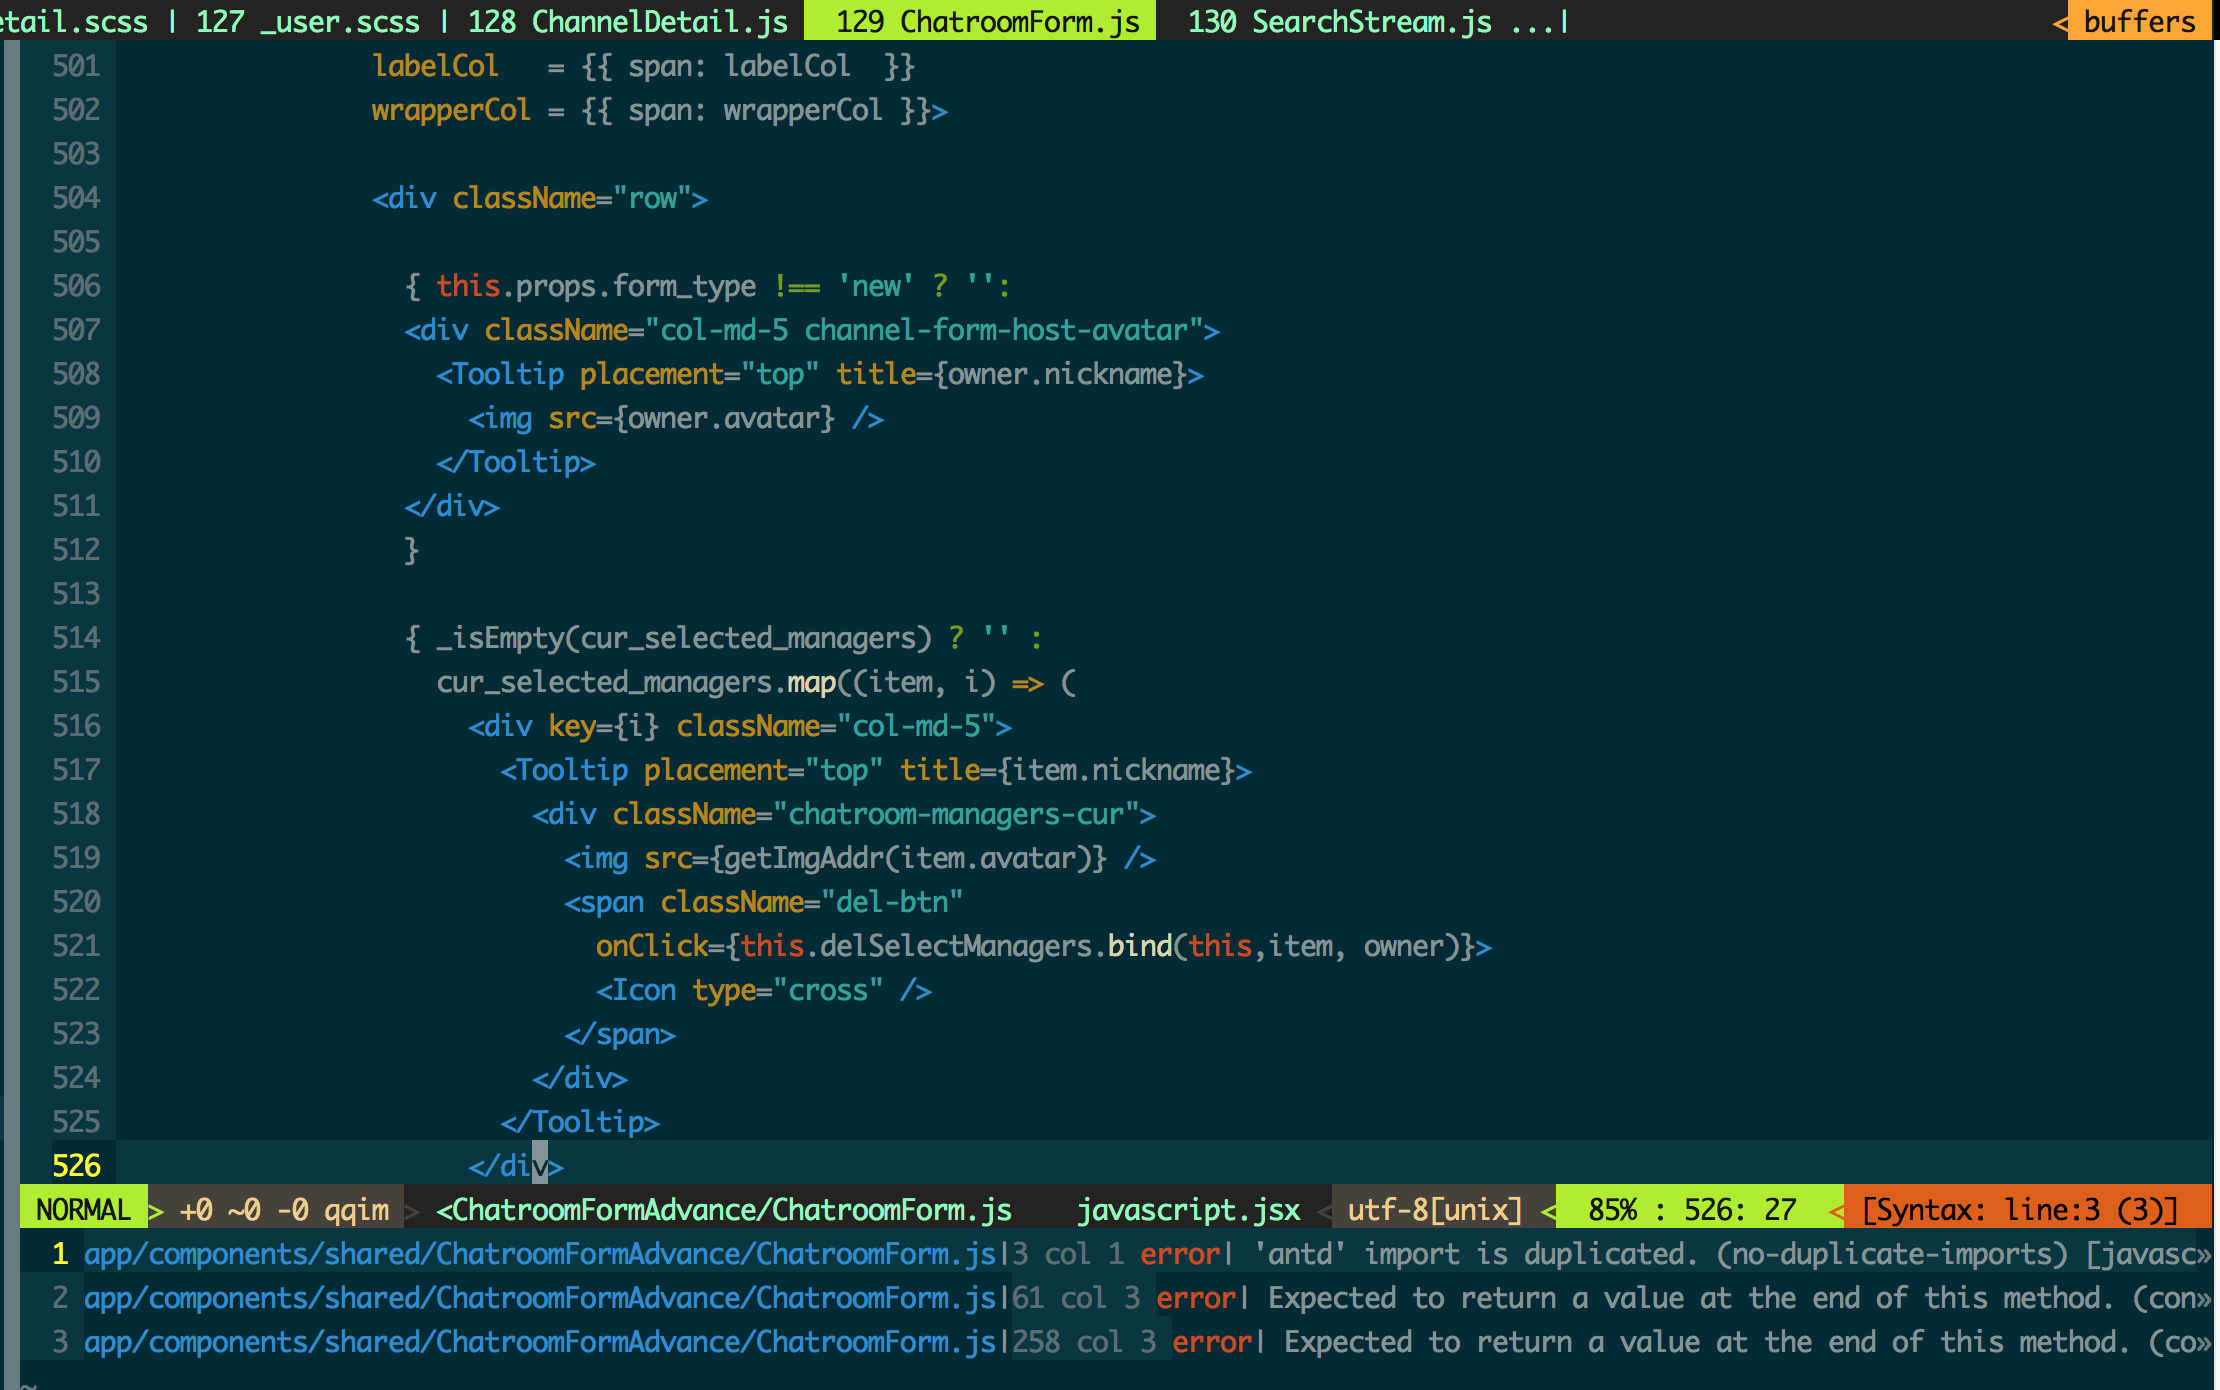 etail.scss | 127 _user.scss | 128 ChannelDetail.js 129 ChatroomForm.js 130 SearchStream.js ...| < buffers
501 labelCol   = {{ span: labelCol  }}
502 wrapperCol = {{ span: wrapperCol }}>
503
504 <div className="row">
505
506 { this.props.form_type !== 'new' ? '':
507 <div className="col-md-5 channel-form-host-avatar">
508 <Tooltip placement="top" title={owner.nickname}>
509 <img src={owner.avatar} />
510 </Tooltip>
511 </div>
512 }
513
514 { _isEmpty(cur_selected_managers) ? '' :
515 cur_selected_managers.map((item, i) => (
516 <div key={i} className="col-md-5">
517 <Tooltip placement="top" title={item.nickname}>
518 <div className="chatroom-managers-cur">
519 <img src={getImgAddr(item.avatar)} />
520 <span className="del-btn"
521 onClick={this.delSelectManagers.bind(this,item, owner)}>
522 <Icon type="cross" />
523 </span>
524 </div>
525 </Tooltip>
526 </div>
NORMAL > +0 ~0 -0 qqim > <ChatroomFormAdvance/ChatroomForm.js javascript.jsx < utf-8[unix] < 85% : 526: 27 < [Syntax: line:3 (3)]
1 app/components/shared/ChatroomFormAdvance/ChatroomForm.js|3 col 1 error| 'antd' import is duplicated. (no-duplicate-imports) [javasc»
2 app/components/shared/ChatroomFormAdvance/ChatroomForm.js|61 col 3 error| Expected to return a value at the end of this method. (con»
3 app/components/shared/ChatroomFormAdvance/ChatroomForm.js|258 col 3 error| Expected to return a value at the end of this method. (co»
~